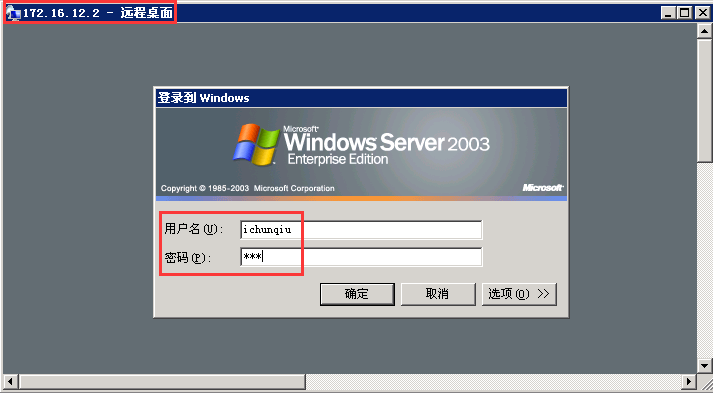 172.16.12.2 - 远程桌面
登录到 Windows
Microsoft®
Windows Server 2003
Enterprise Edition
Copyright © 1985-2003 Microsoft Corporation
Microsoft®
用户名(U):
ichunqiu
密码(P):
***
确定
取消
选项(O) >>